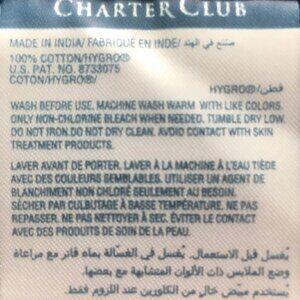 CHARTER CLUB
MADE IN INDIA/ FABRIQUÉ EN INDE/ صنع في الهند
100% COTTON/HYGRO®/
U.S. PAT. NO. 8733075
COTON/HYGRO®/
HYGRO®/قطن
WASH BEFORE USE. MACHINE WASH WARM WITH LIKE COLORS.
ONLY NON-CHLORINE BLEACH WHEN NEEDED. TUMBLE DRY LOW.
DO NOT IRON.DO NOT DRY CLEAN. AVOID CONTACT WITH SKIN
TREATMENT PRODUCTS.
LAVER AVANT DE PORTER. LAVER À LA MACHINE À L'EAU TIÈDE
AVEC DES COULEURS SEMBLABLES. UTILISER UN AGENT DE
BLANCHIMENT NON CHLORÉ SEULEMENT AU BESOIN.
SÉCHER PAR CULBUTAGE À BASSE TEMPÉRATURE. NE PAS
REPASSER. NE PAS NETTOYER À SEC. ÉVITER LE CONTACT
AVEC DES PRODUITS DE SOIN DE LA PEAU.
يغسل قبل الاستعمال. يغسل في الغسالة بماء فاتر مع مراعاة
وضع الملابس ذات الألوان المتشابهة مع بعضها.
يستخدم مبيض خال من الكلورين عند اللزوم فقط.